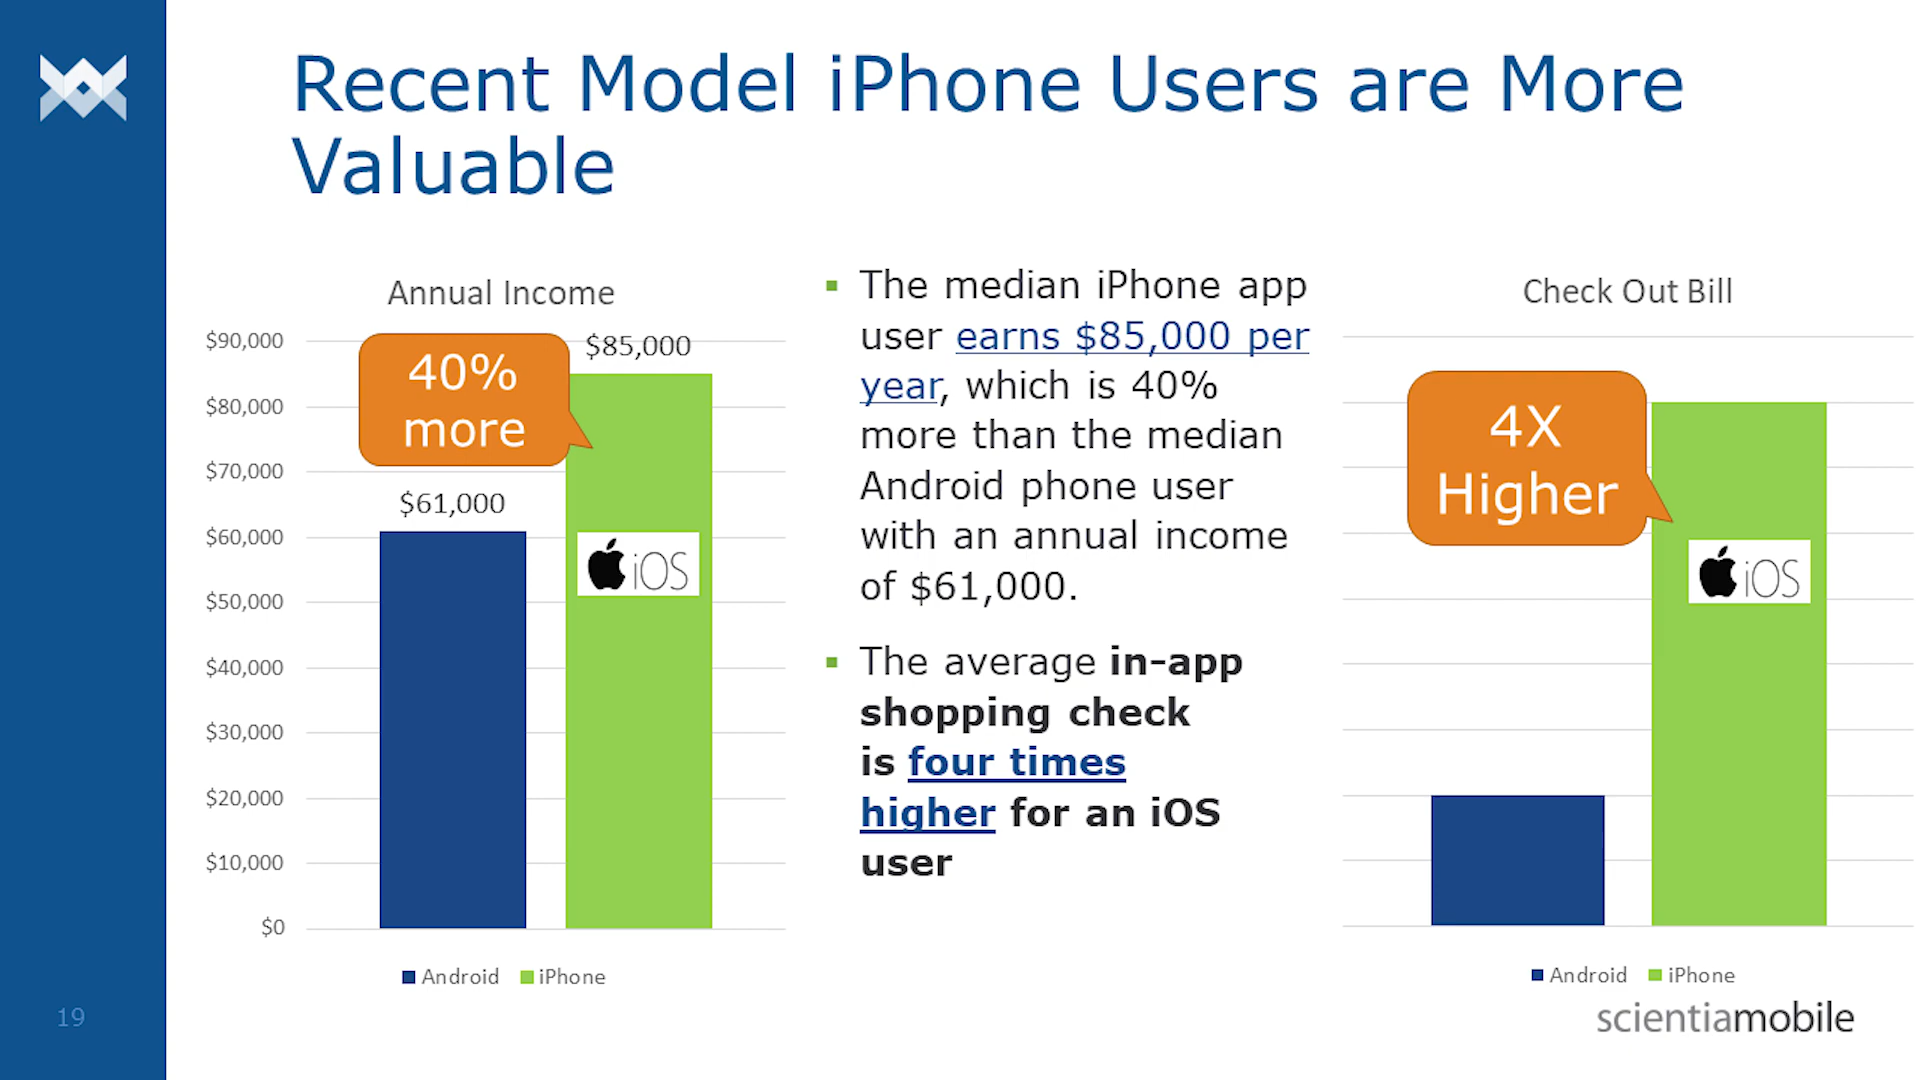 Recent Model iPhone Users are More
Valuable
Annual Income
$90,000
$80,000
$70,000
$60,000
$50,000
$40,000
$30,000
$20,000
$10,000
$0
40%
more
$85,000
$61,000
iOS
Android
iPhone
The median iPhone app
user earns $85,000 per
year, which is 40%
more than the median
Android phone user
with an annual income
of $61,000.
The average in-app
shopping check
is four times
higher for an iOS
user
Check Out Bill
4X
Higher
iOS
Android
iPhone
19
scientiamobile